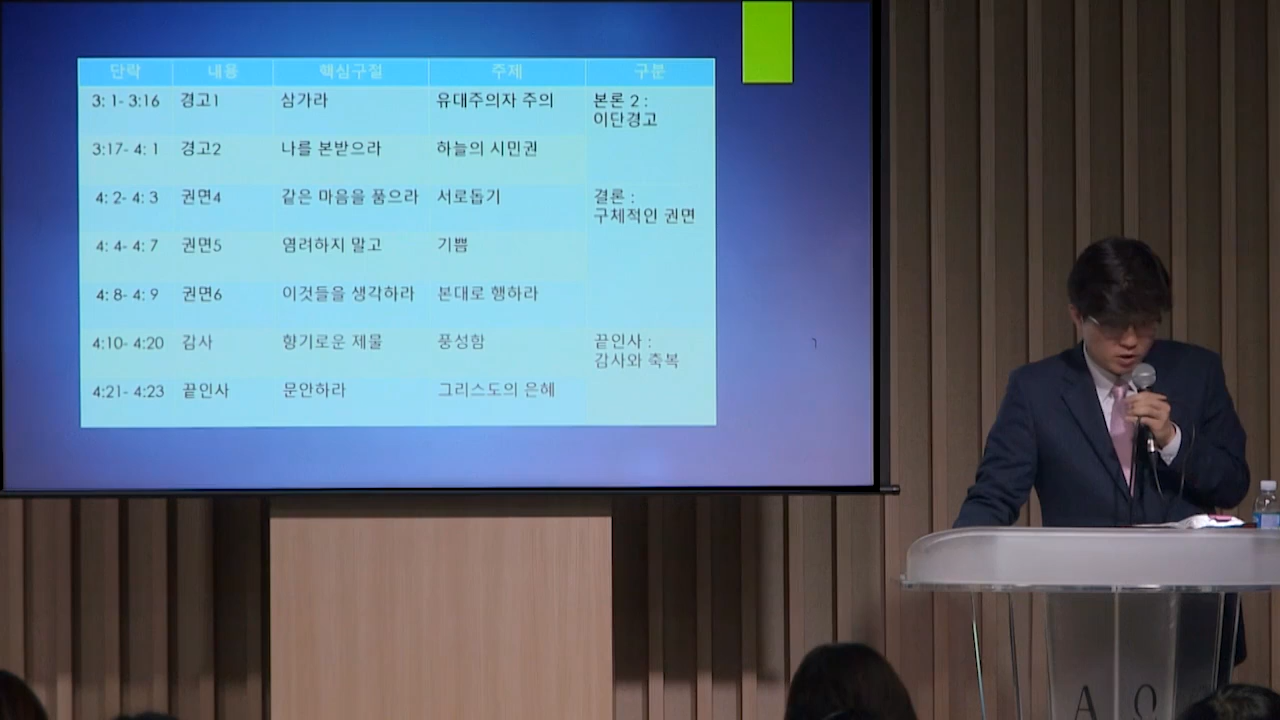 단락 내용 핵심구절 주제 구분
3: 1- 3:16 경고1 삼가라 유대주의자 주의 본론 2 :
이단경고
3:17- 4: 1 경고2 나를 본받으라 하늘의 시민권
4: 2- 4: 3 권면4 같은 마음을 품으라 서로돕기 결론 :
구체적인 권면
4: 4- 4: 7 권면5 염려하지 말고 기쁨
4: 8- 4: 9 권면6 이것들을 생각하라 본대로 행하라
4:10- 4:20 감사 향기로운 제물 풍성함 끝인사 :
감사와 축복
4:21- 4:23 끝인사 문안하라 그리스도의 은혜